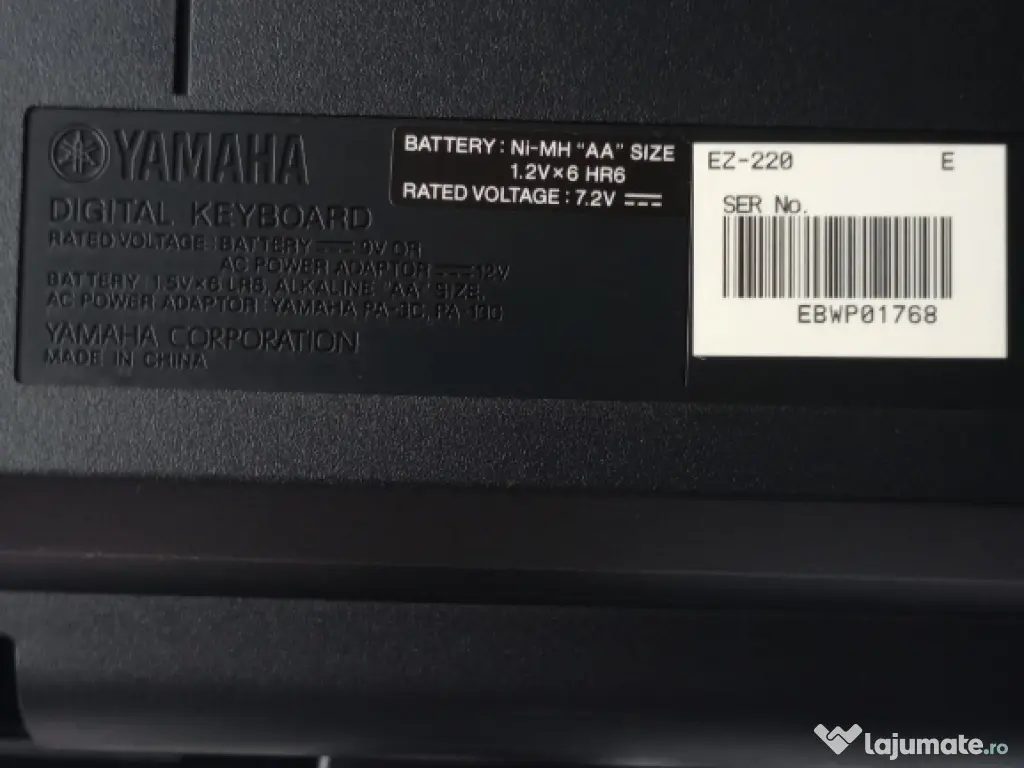 YAMAHA
DIGITAL KEYBOARD
RATED VOLTAGE : BATTERY 9V OR
AC POWER ADAPTOR 12V
BATTERY 1.5V×6 LR6, ALKALINE "AA" SIZE,
AC POWER ADAPTOR : YAMAHA PA-3C, PA-130
YAMAHA CORPORATION
MADE IN CHINA
BATTERY : Ni-MH "AA" SIZE
1.2V×6 HR6
RATED VOLTAGE : 7.2V
EZ-220 E
SER No.
EBWP01768
lajumate.ro